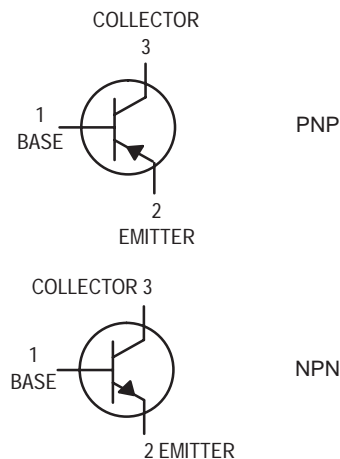 COLLECTOR
3
1
BASE
PNP
2
EMITTER
COLLECTOR 3
1
BASE
NPN
2 EMITTER